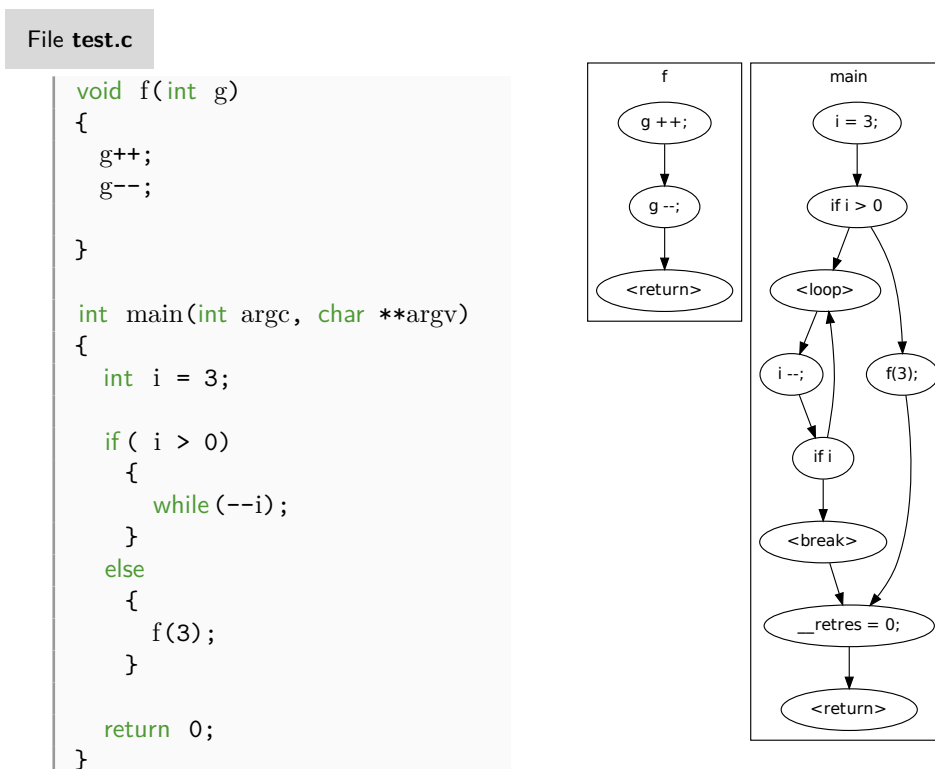 File test.c
void f(int g)
{
g++;
g--;
}
int main(int argc, char **argv)
{
int i = 3;
if ( i > 0)
{
while (--i);
}
else
{
f(3);
}
return 0;
}
f
g ++;
g --;
<return>
main
i = 3;
if i > 0
<loop>
i --;
f(3);
if i
<break>
__retres = 0;
<return>